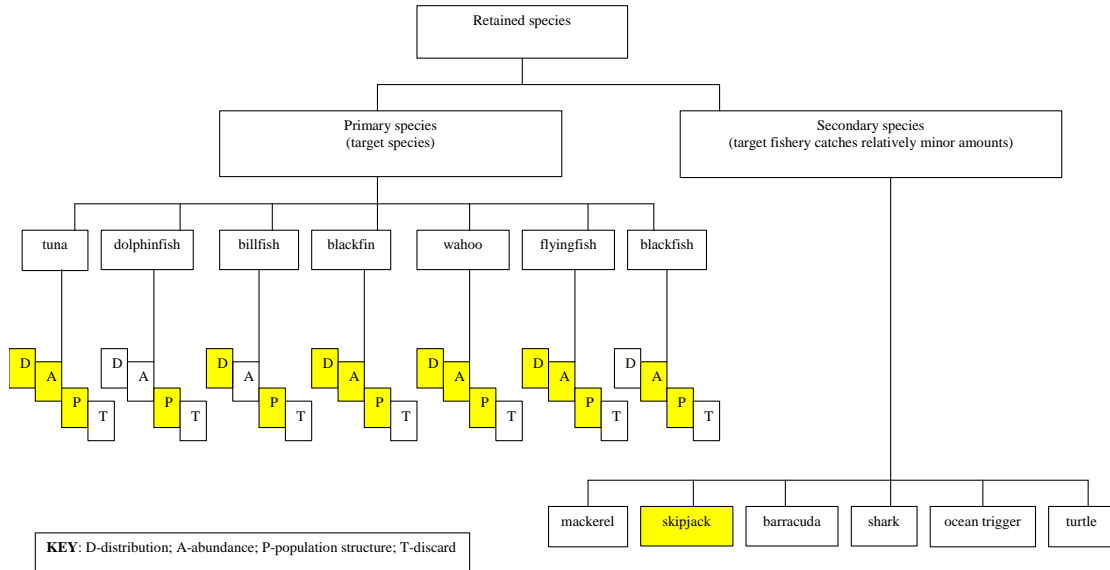 Retained species
Primary species
(target species)
Secondary species
(target fishery catches relatively minor amounts)
tuna
dolphinfish
billfish
blackfin
wahoo
flyingfish
blackfish
D
A
P
T
D
A
P
T
D
A
P
T
D
A
P
T
D
A
P
T
D
A
P
T
D
A
P
T
mackerel
skipjack
barracuda
shark
ocean trigger
turtle
KEY: D-distribution; A-abundance; P-population structure; T-discard